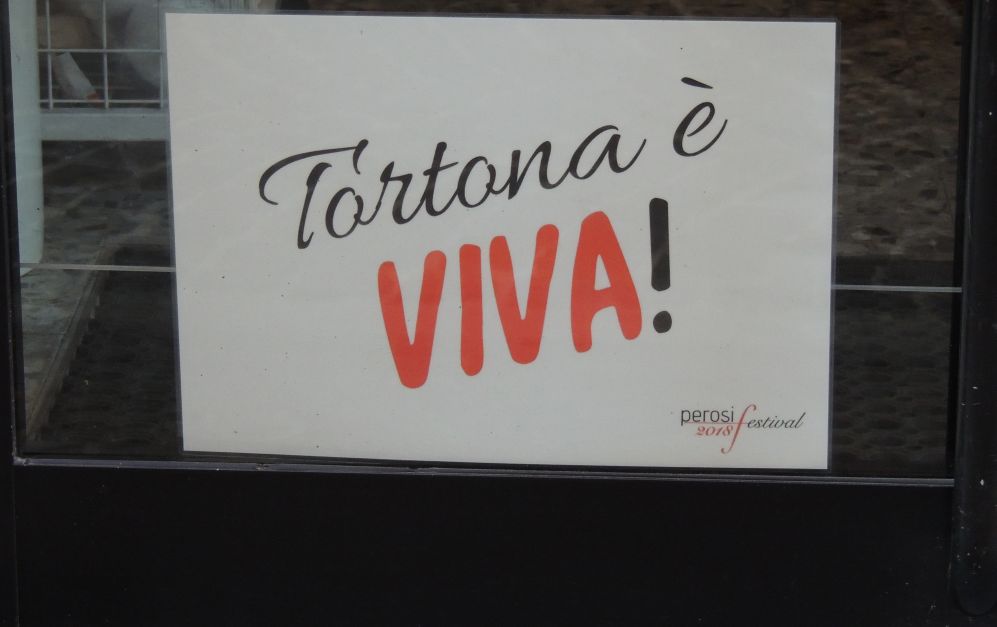 Tortona è
VIVA!
perosi festival
2018